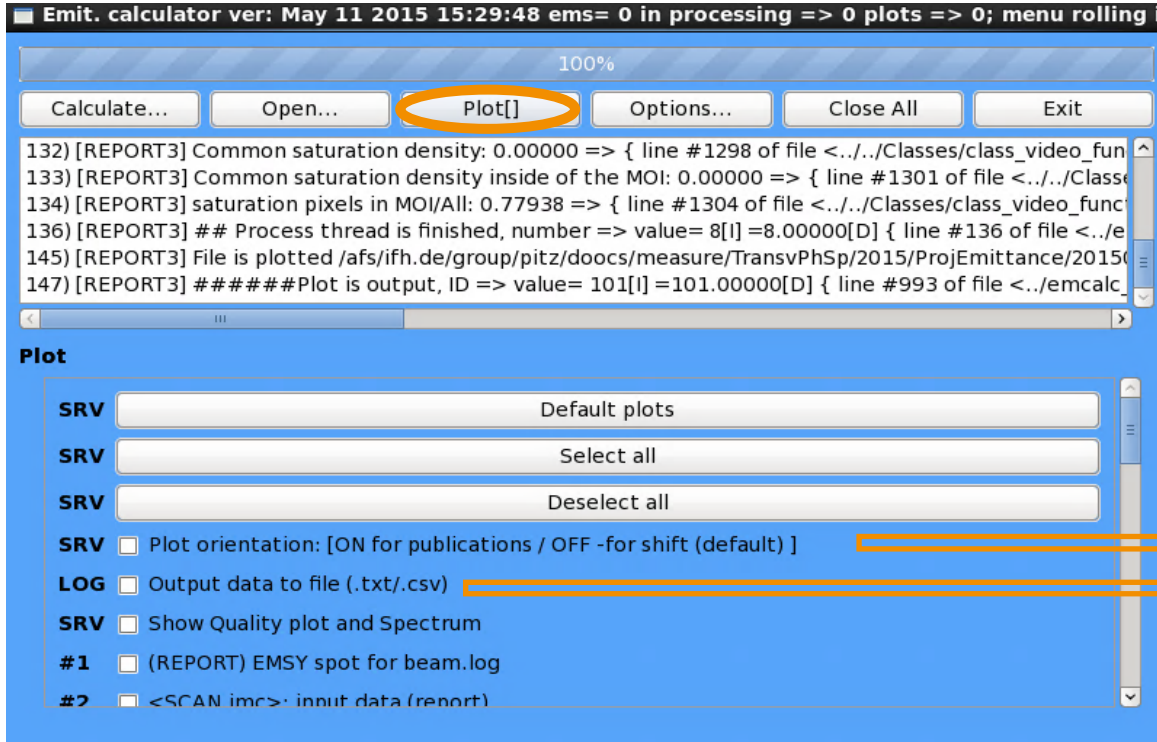 Emit. calculator ver: May 11 2015 15:29:48 ems= 0 in processing => 0 plots => 0; menu rolling
100%
Calculate... Open... Plot[] Options... Close All Exit
132) [REPORT3] Common saturation density: 0.00000 => { line #1298 of file <../../Classes/class_video_fun
133) [REPORT3] Common saturation density inside of the MOI: 0.00000 => { line #1301 of file <../../Classe
134) [REPORT3] saturation pixels in MOI/All: 0.77938 => { line #1304 of file <../../Classes/class_video_func
136) [REPORT3] ## Process thread is finished, number => value= 8[I] =8.00000[D] { line #136 of file <../e
145) [REPORT3] File is plotted /afs/ifh.de/group/pitz/doocs/measure/TransvPhSp/2015/ProjEmittance/2015
147) [REPORT3] ######Plot is output, ID => value= 101[I] =101.00000[D] { line #993 of file <../emcalc_
Plot
SRV Default plots
SRV Select all
SRV Deselect all
SRV Plot orientation: [ON for publications / OFF -for shift (default) ]
LOG Output data to file (.txt/.csv)
SRV Show Quality plot and Spectrum
#1 (REPORT) EMSY spot for beam.log
#2 <SCAN imc>: input data (report)